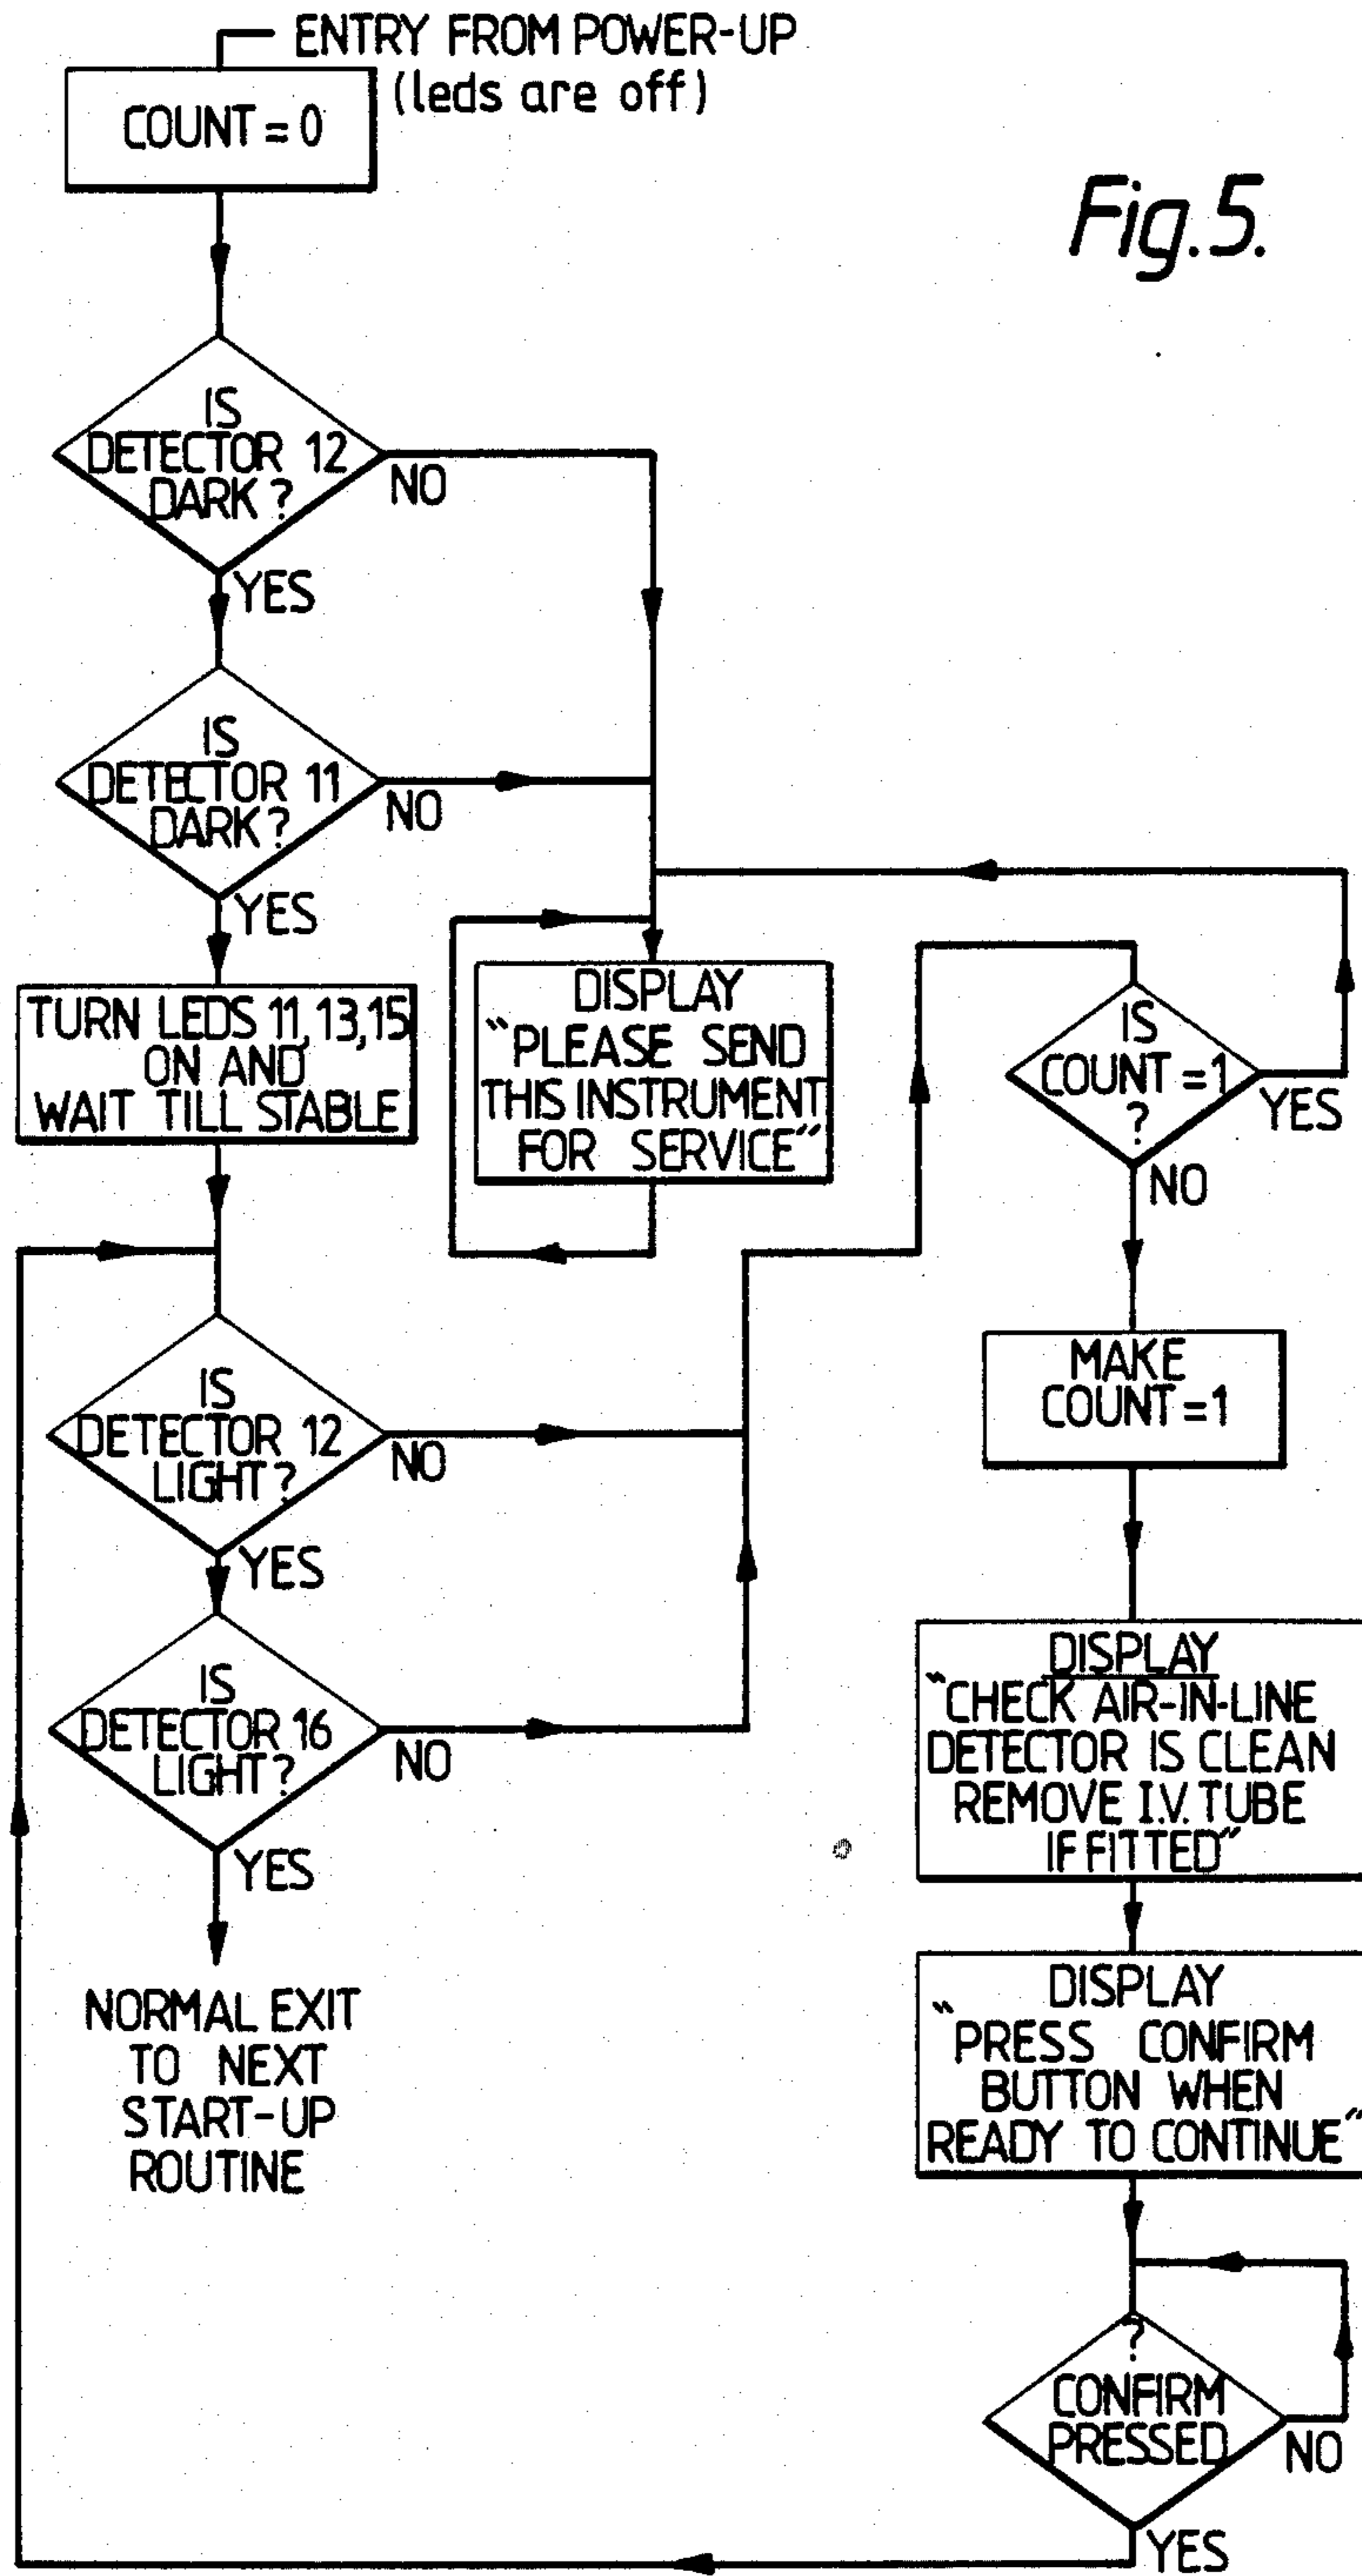 ENTRY FROM POWER-UP
(leds are off)
COUNT = 0
Fig.5.
IS
DETECTOR 12
DARK ?
NO
YES
IS
DETECTOR 11
DARK ?
NO
YES
TURN LEDS 11, 13, 15
ON AND
WAIT TILL STABLE
DISPLAY
“PLEASE SEND
THIS INSTRUMENT
FOR SERVICE”
IS
COUNT = 1
?
YES
NO
MAKE
COUNT = 1
IS
DETECTOR 12
LIGHT ?
NO
YES
IS
DETECTOR 16
LIGHT ?
NO
YES
NORMAL EXIT
TO NEXT
START-UP
ROUTINE
DISPLAY
“CHECK AIR-IN-LINE
DETECTOR IS CLEAN
REMOVE I.V. TUBE
IF FITTED”
DISPLAY
“PRESS CONFIRM
BUTTON WHEN
READY TO CONTINUE”
?
CONFIRM
PRESSED
NO
YES